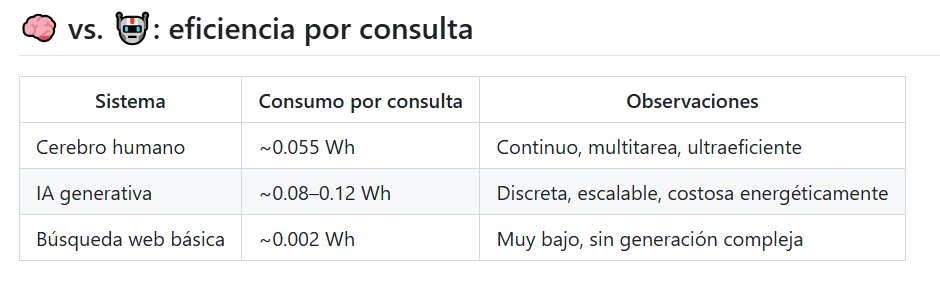 🧠 vs. 🤖: eficiencia por consulta
Sistema Consumo por consulta Observaciones
Cerebro humano ~0.055 Wh Continuo, multitarea, ultraeficiente
IA generativa ~0.08–0.12 Wh Discreta, escalable, costosa energéticamente
Búsqueda web básica ~0.002 Wh Muy bajo, sin generación compleja